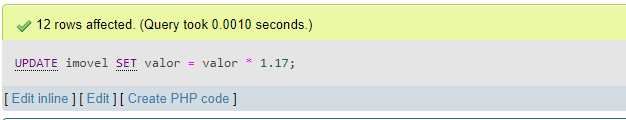 12 rows affected. (Query took 0.0010 seconds.)
UPDATE imovel SET valor = valor * 1.17;
[ Edit inline ] [ Edit ] [ Create PHP code ]